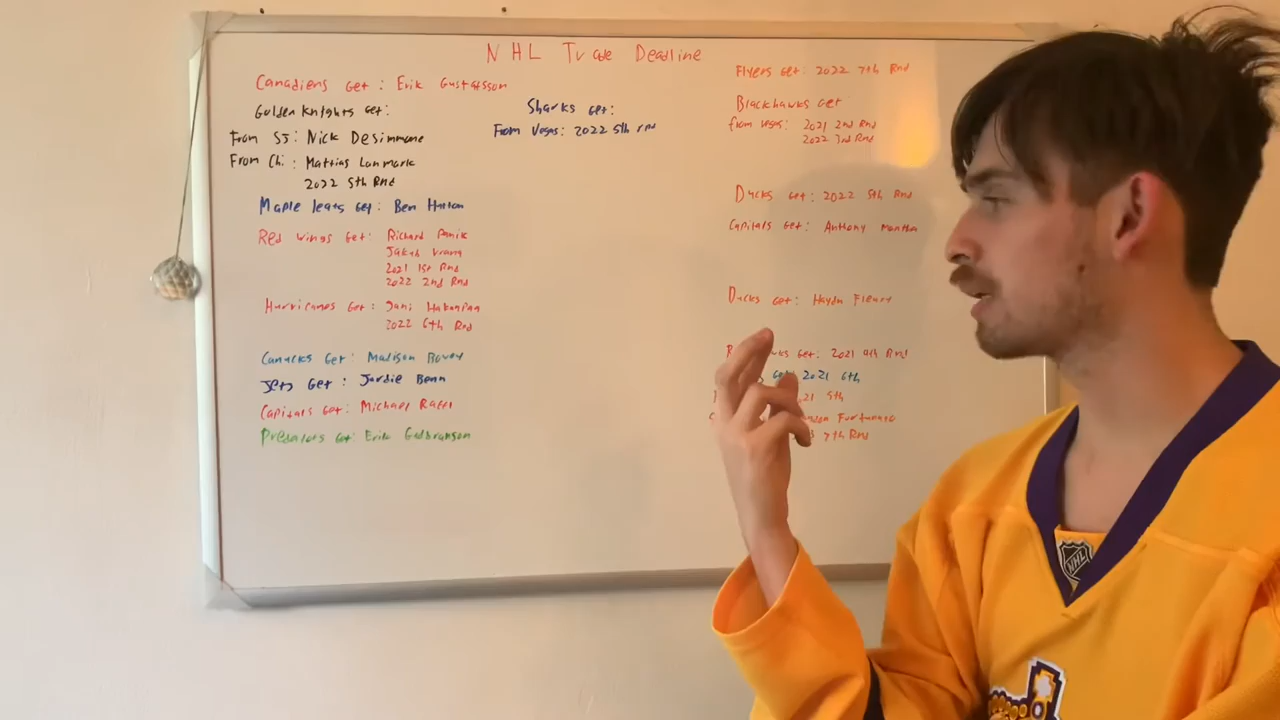 NHL Trade Deadline
Canadiens Get: Erik Gustafsson
Golden Knights Get:
From SJ: Nick DeSimmone
From Chi: Mattias
2022 5th Rnd
Maple leafs Get: Ben Hutton
Red Wings Get: Richard Panik
Jakub Vrana
2021 1st Rnd
2022 2nd Rnd
Hurricanes Get: Jani Hakanpaa
2022 6th Rnd
Canucks Get: Madison Bowey
Jets Get: Jordie Benn
Capitals Get: Michael Raffl
Predators Get: Erik Gudbranson
Sharks Get:
From Vegas: 2022 5th Rnd
Flyers Get: 2022 7th Rnd
Blackhawks Get
From Vegas: 2021 2nd Rnd
2022 3rd Rnd
Ducks Get: 2022 5th Rnd
Capitals Get: Anthony Mantha
Ducks Get: Haydn Fleury
Get: 2021 4th Rnd
2021 6th
5th
7th Rnd
NHL